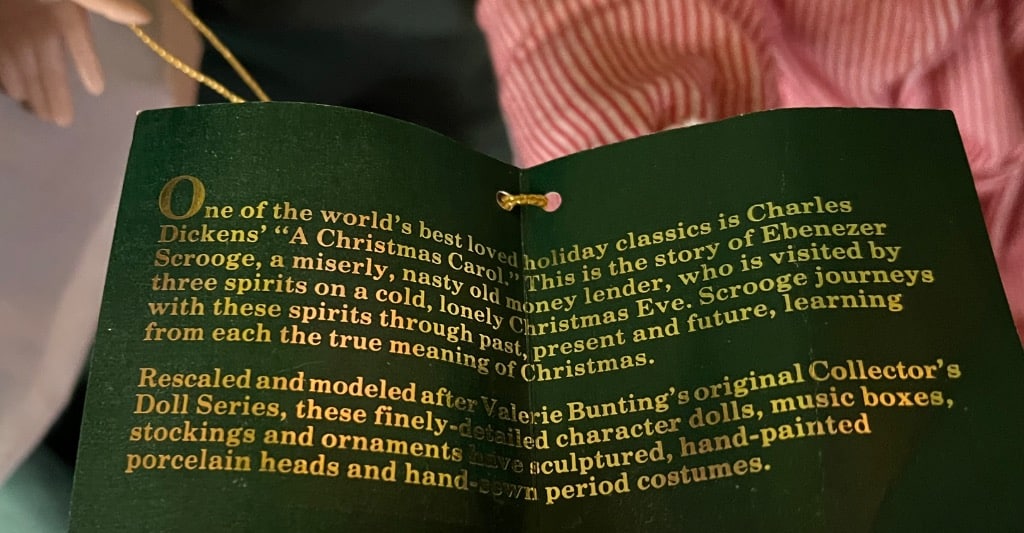 One of the world's best loved holiday classics is Charles
Dickens' “A Christmas Carol.” This is the story of Ebenezer
Scrooge, a miserly, nasty old money lender, who is visited by
three spirits on a cold, lonely Christmas Eve. Scrooge journeys
with these spirits through past, present and future, learning
from each the true meaning of Christmas.
Rescaled and modeled after Valerie Bunting's original Collector's
Doll Series, these finely-detailed character dolls, music boxes,
stockings and ornaments have sculptured, hand-painted
porcelain heads and hand-sewn period costumes.